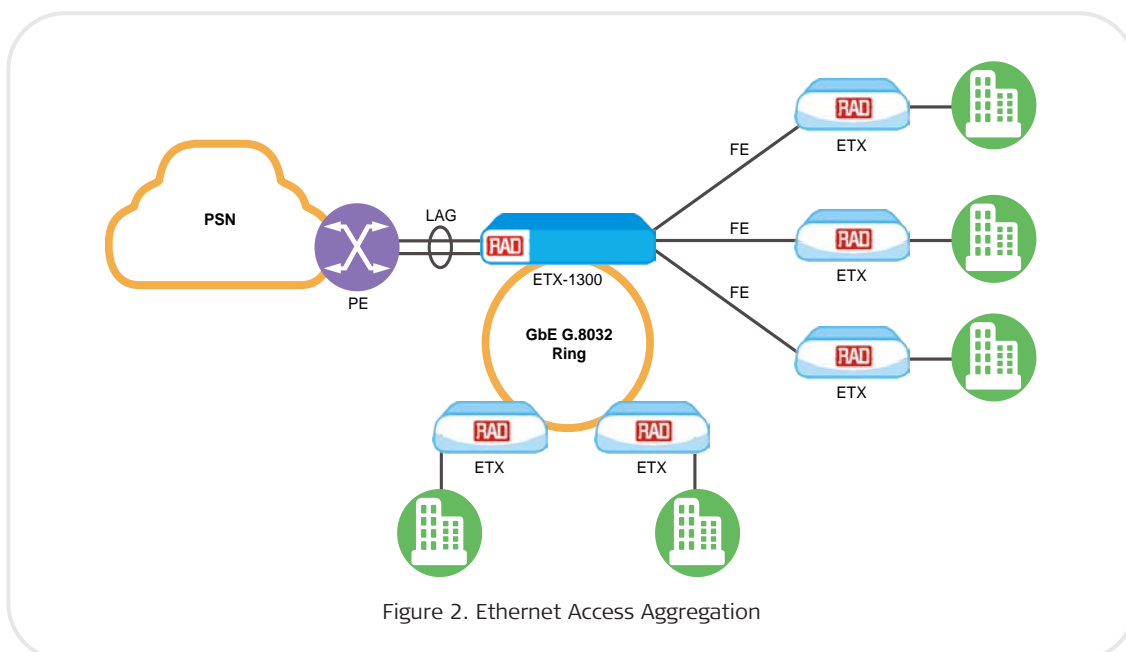 RAD
ETX
FE
PSN
LAG
FE
RAD
RAD
ETX
PE
ETX-1300
FE
GbE G.8032
Ring
RAD
ETX
RAD
ETX
RAD
ETX
Figure 2. Ethernet Access Aggregation